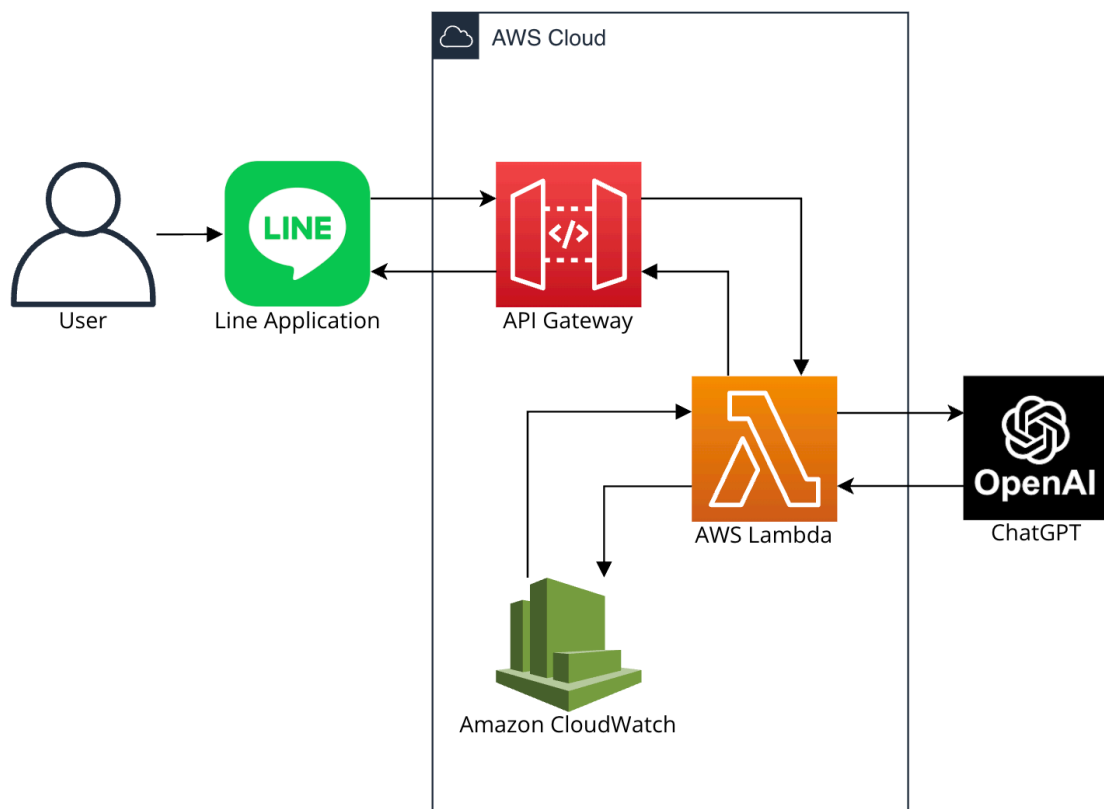 AWS Cloud
LINE
User
Line Application
API Gateway
</>
OpenAI
AWS Lambda
ChatGPT
Amazon CloudWatch